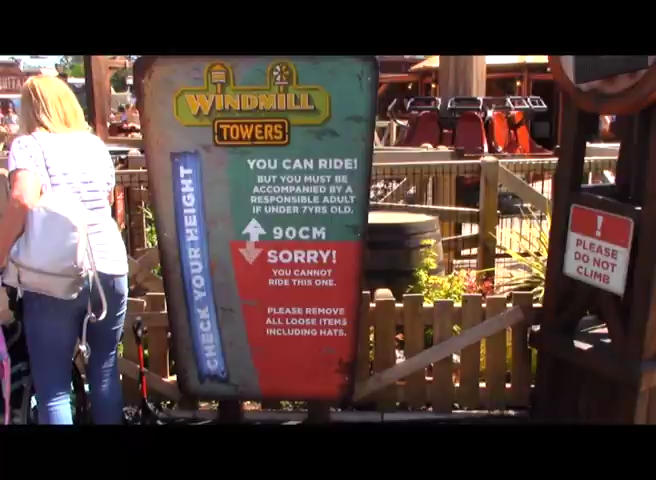 WINDMILL
TOWERS
YOU CAN RIDE!
BUT YOU MUST BE
ACCOMPANIED BY A
RESPONSIBLE ADULT
IF UNDER 7YRS OLD.
90CM
SORRY!
YOU CANNOT
RIDE THIS ONE.
PLEASE REMOVE
ALL LOOSE ITEMS
INCLUDING HATS.
CHECK YOUR HEIGHT
!
PLEASE
DO NOT
CLIMB